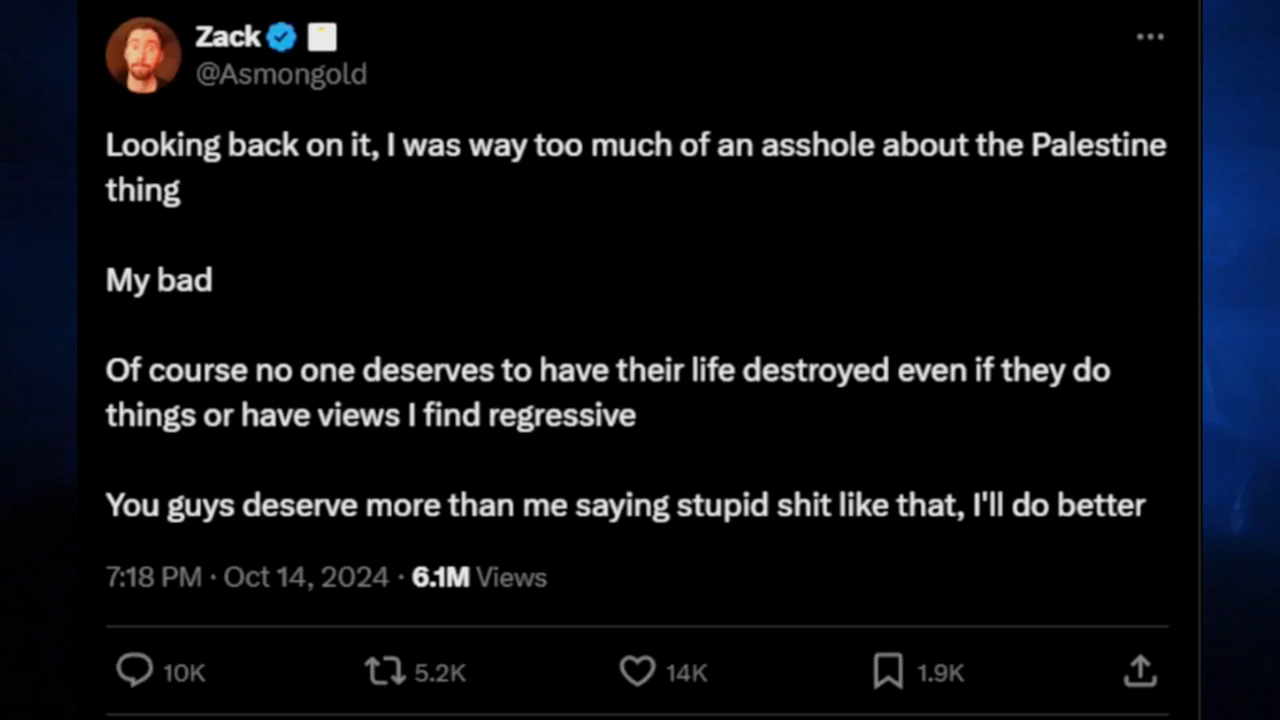 Zack
@Asmongold
Looking back on it, I was way too much of an asshole about the Palestine
thing
My bad
Of course no one deserves to have their life destroyed even if they do
things or have views I find regressive
You guys deserve more than me saying stupid shit like that, I'll do better
7:18 PM · Oct 14, 2024 · 6.1M Views
10K 5.2K 14K 1.9K